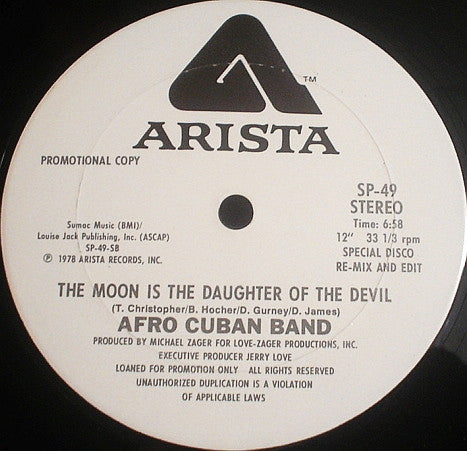 TM
ARISTA
PROMOTIONAL COPY
SP-49
STEREO
Time: 6:58
12" 33 1/3 rpm
SPECIAL DISCO
RE-MIX AND EDIT
Sumac Music (BMI)/
Louise Jack Publishing, Inc. (ASCAP)
SP-49-SB
℗ 1978 ARISTA RECORDS, INC.
THE MOON IS THE DAUGHTER OF THE DEVIL
(T. Christopher/B. Hocher/D. Gurney/D. James)
AFRO CUBAN BAND
PRODUCED BY MICHAEL ZAGER FOR LOVE-ZAGER PRODUCTIONS, INC.
EXECUTIVE PRODUCER JERRY LOVE
LOANED FOR PROMOTION ONLY ALL RIGHTS RESERVED
UNAUTHORIZED DUPLICATION IS A VIOLATION
OF APPLICABLE LAWS